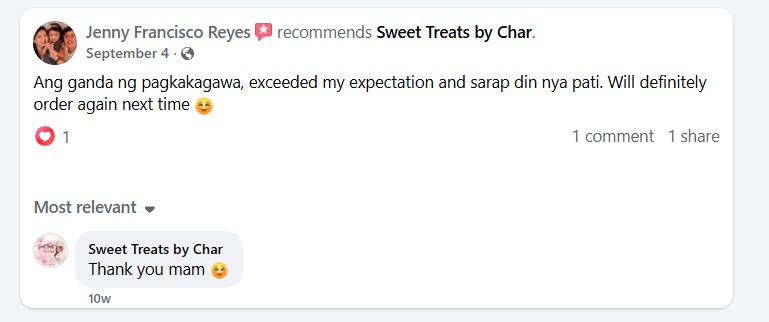 Jenny Francisco Reyes recommends Sweet Treats by Char.
September 4 ·
Ang ganda ng pagkakagawa, exceeded my expectation and sarap din nya pati. Will definitely
order again next time 😊
1 1 comment 1 share
Most relevant
Sweet Treats by Char
Thank you mam 😊
10w